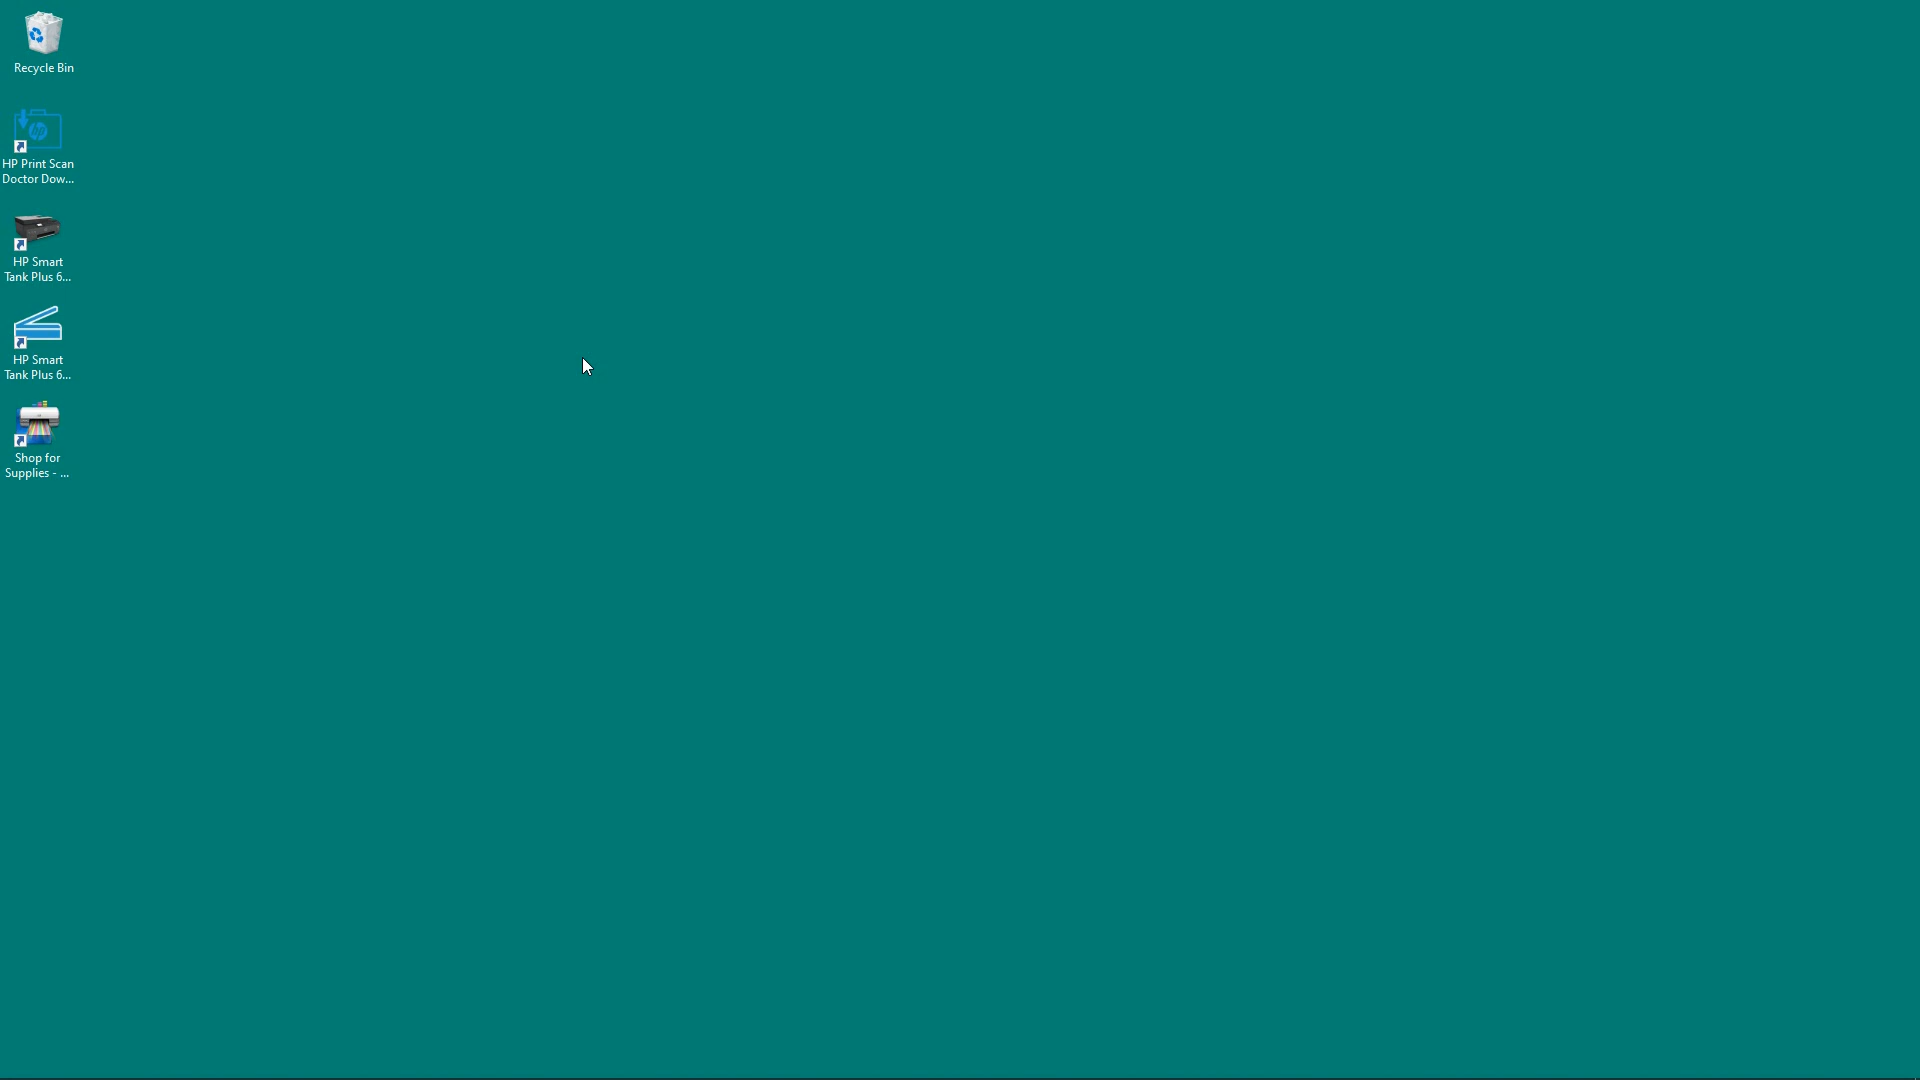 Recycle Bin
HP Print Scan
Doctor Dow...
HP Smart
Tank Plus 6...
HP Smart
Tank Plus 6...
Shop for
Supplies - ...